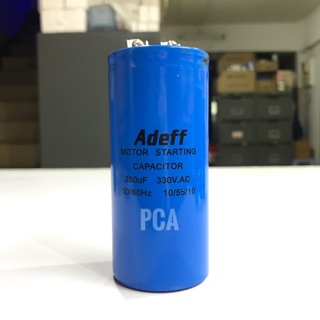 Adeff
MOTOR STARTING
CAPACITOR
250uF 330V.AC
50/60Hz 10/55/10
PCA